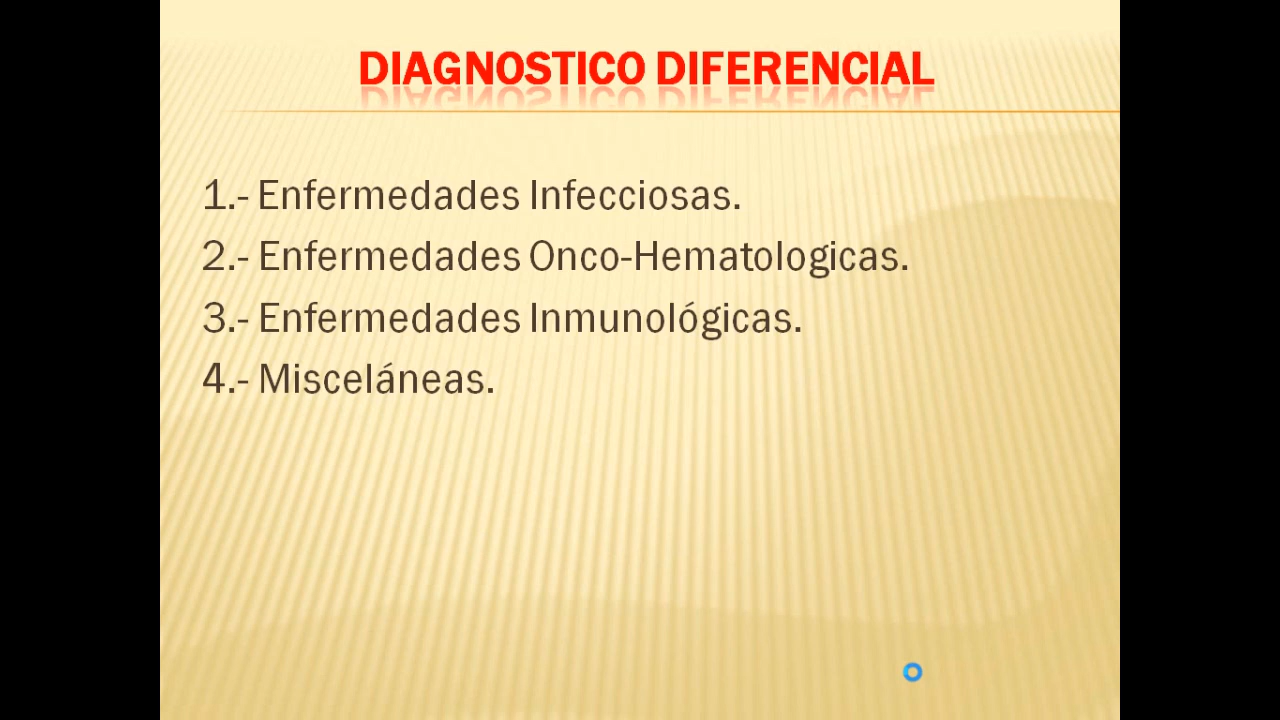 DIAGNOSTICO DIFERENCIAL
1.- Enfermedades Infecciosas.
2.- Enfermedades Onco-Hematologicas.
3.- Enfermedades Inmunológicas.
4.- Misceláneas.